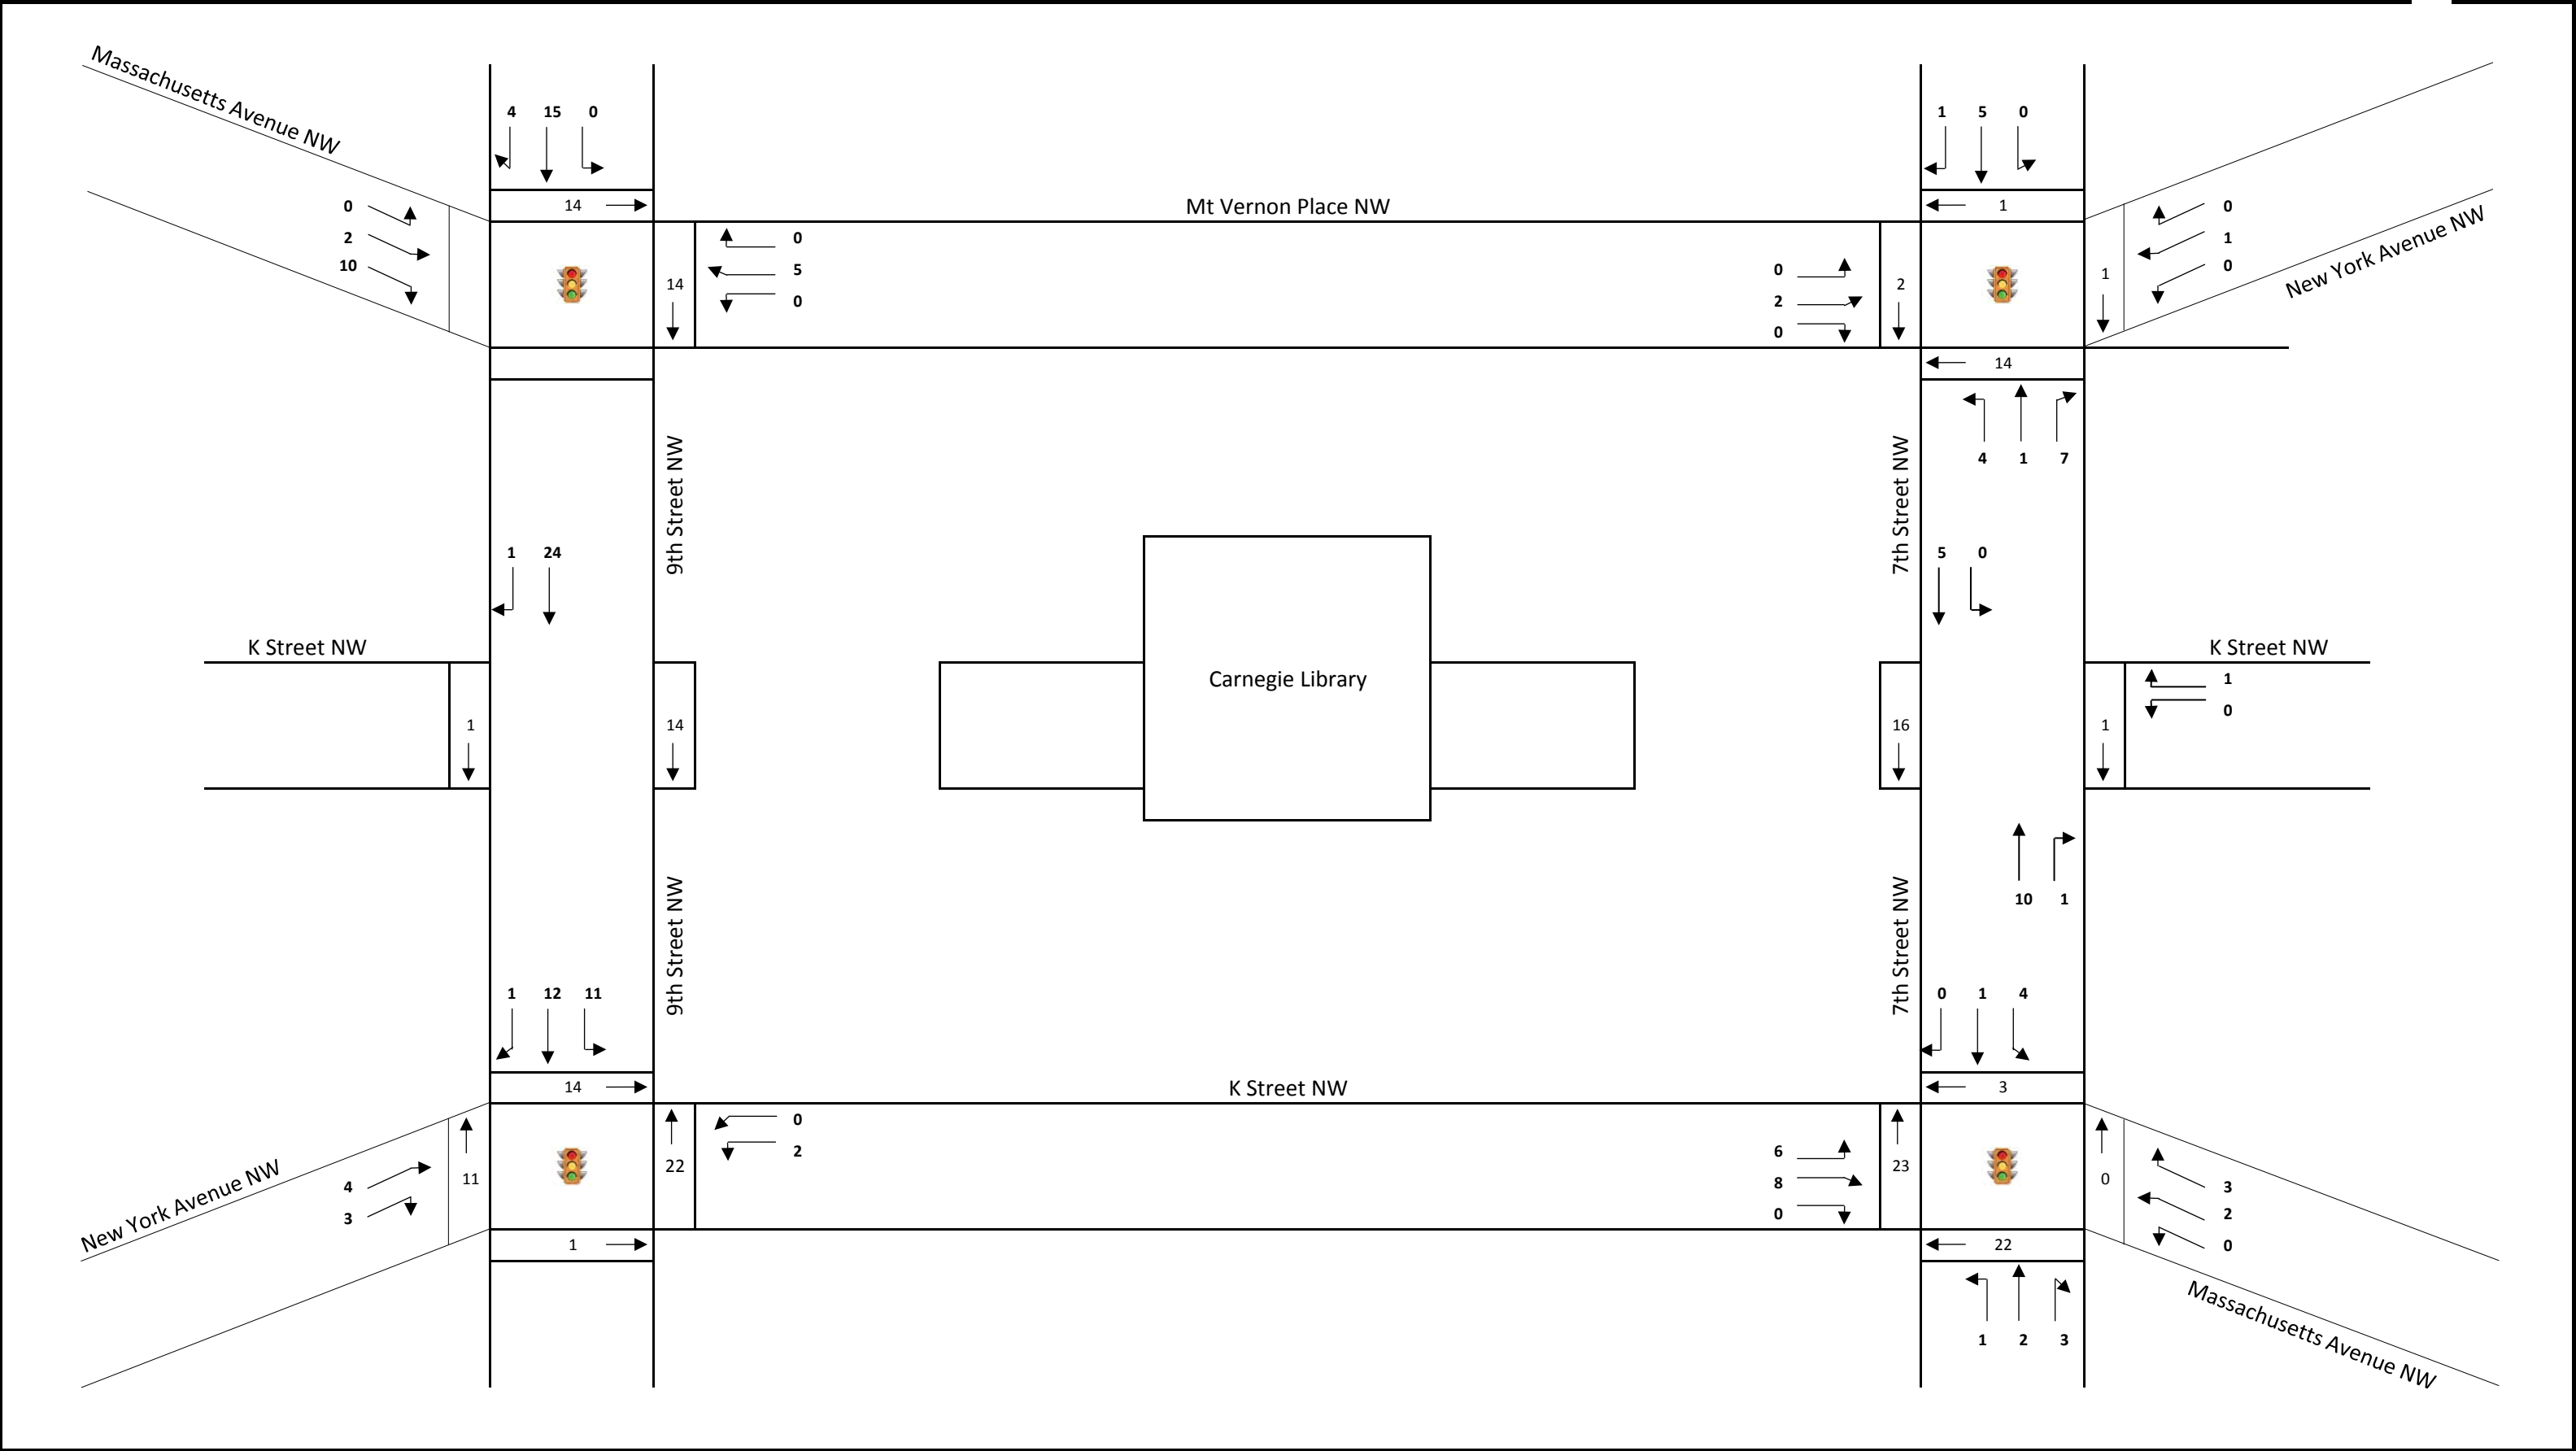 Massachusetts Avenue NW
4 15 0
1 5 0
14
Mt Vernon Place NW
1
0
2
10
0
5
0
14
0
2
0
2
1
0
1
0
New York Avenue NW
14
4 1 7
9th Street NW
7th Street NW
1 24
5 0
K Street NW
K Street NW
Carnegie Library
1
14
16
1
1
0
10 1
9th Street NW
7th Street NW
1 12 11
0 1 4
14
K Street NW
3
New York Avenue NW
4
3
11
22
0
2
6
8
0
23
0
3
2
0
1
22
1 2 3
Massachusetts Avenue NW